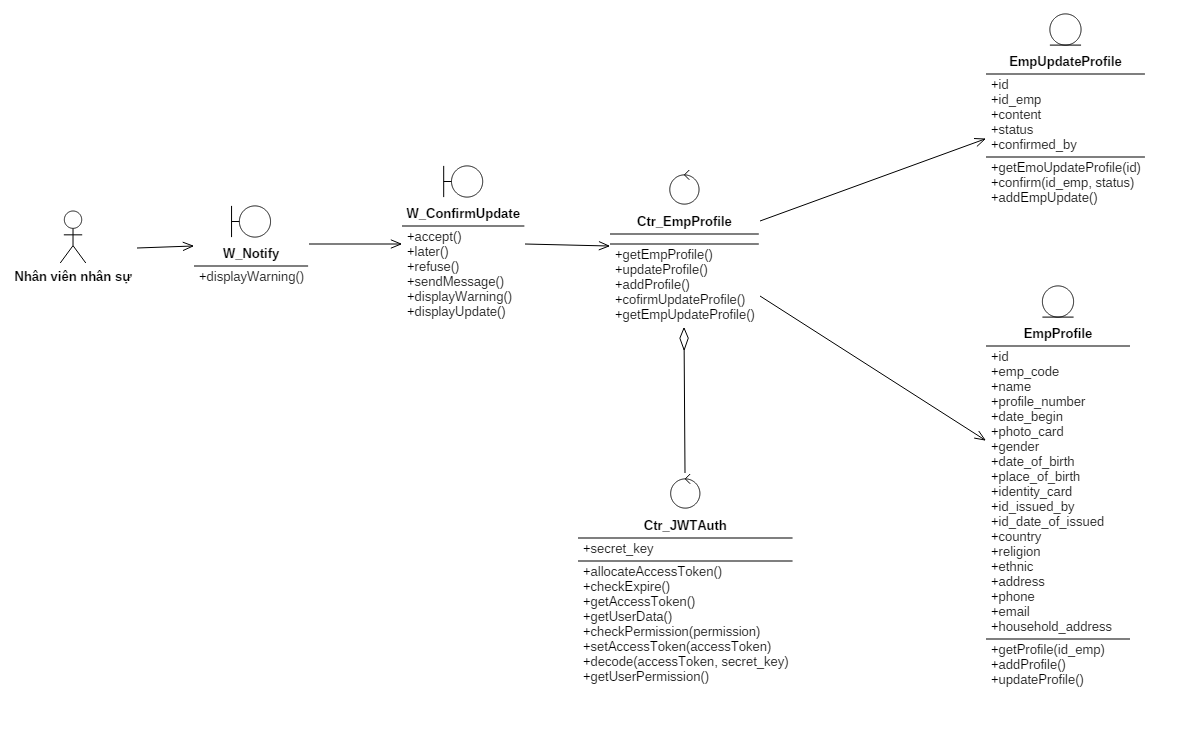 Nhân viên nhân sự
W_Notify
+displayWarning()
W_ConfirmUpdate
+accept()
+later()
+refuse()
+sendMessage()
+displayWarning()
+displayUpdate()
Ctr_EmpProfile
+getEmpProfile()
+updateProfile()
+addProfile()
+cofirmUpdateProfile()
+getEmpUpdateProfile()
Ctr_JWTAuth
+secret_key
+allocateAccessToken()
+checkExpire()
+getAccessToken()
+getUserData()
+checkPermission(permission)
+setAccessToken(accessToken)
+decode(accessToken, secret_key)
+getUserPermission()
EmpUpdateProfile
+id
+id_emp
+content
+status
+confirmed_by
+getEmoUpdateProfile(id)
+confirm(id_emp, status)
+addEmpUpdate()
EmpProfile
+id
+emp_code
+name
+profile_number
+date_begin
+photo_card
+gender
+date_of_birth
+place_of_birth
+identity_card
+id_issued_by
+id_date_of_issued
+country
+religion
+ethnic
+address
+phone
+email
+household_address
+getProfile(id_emp)
+addProfile()
+updateProfile()